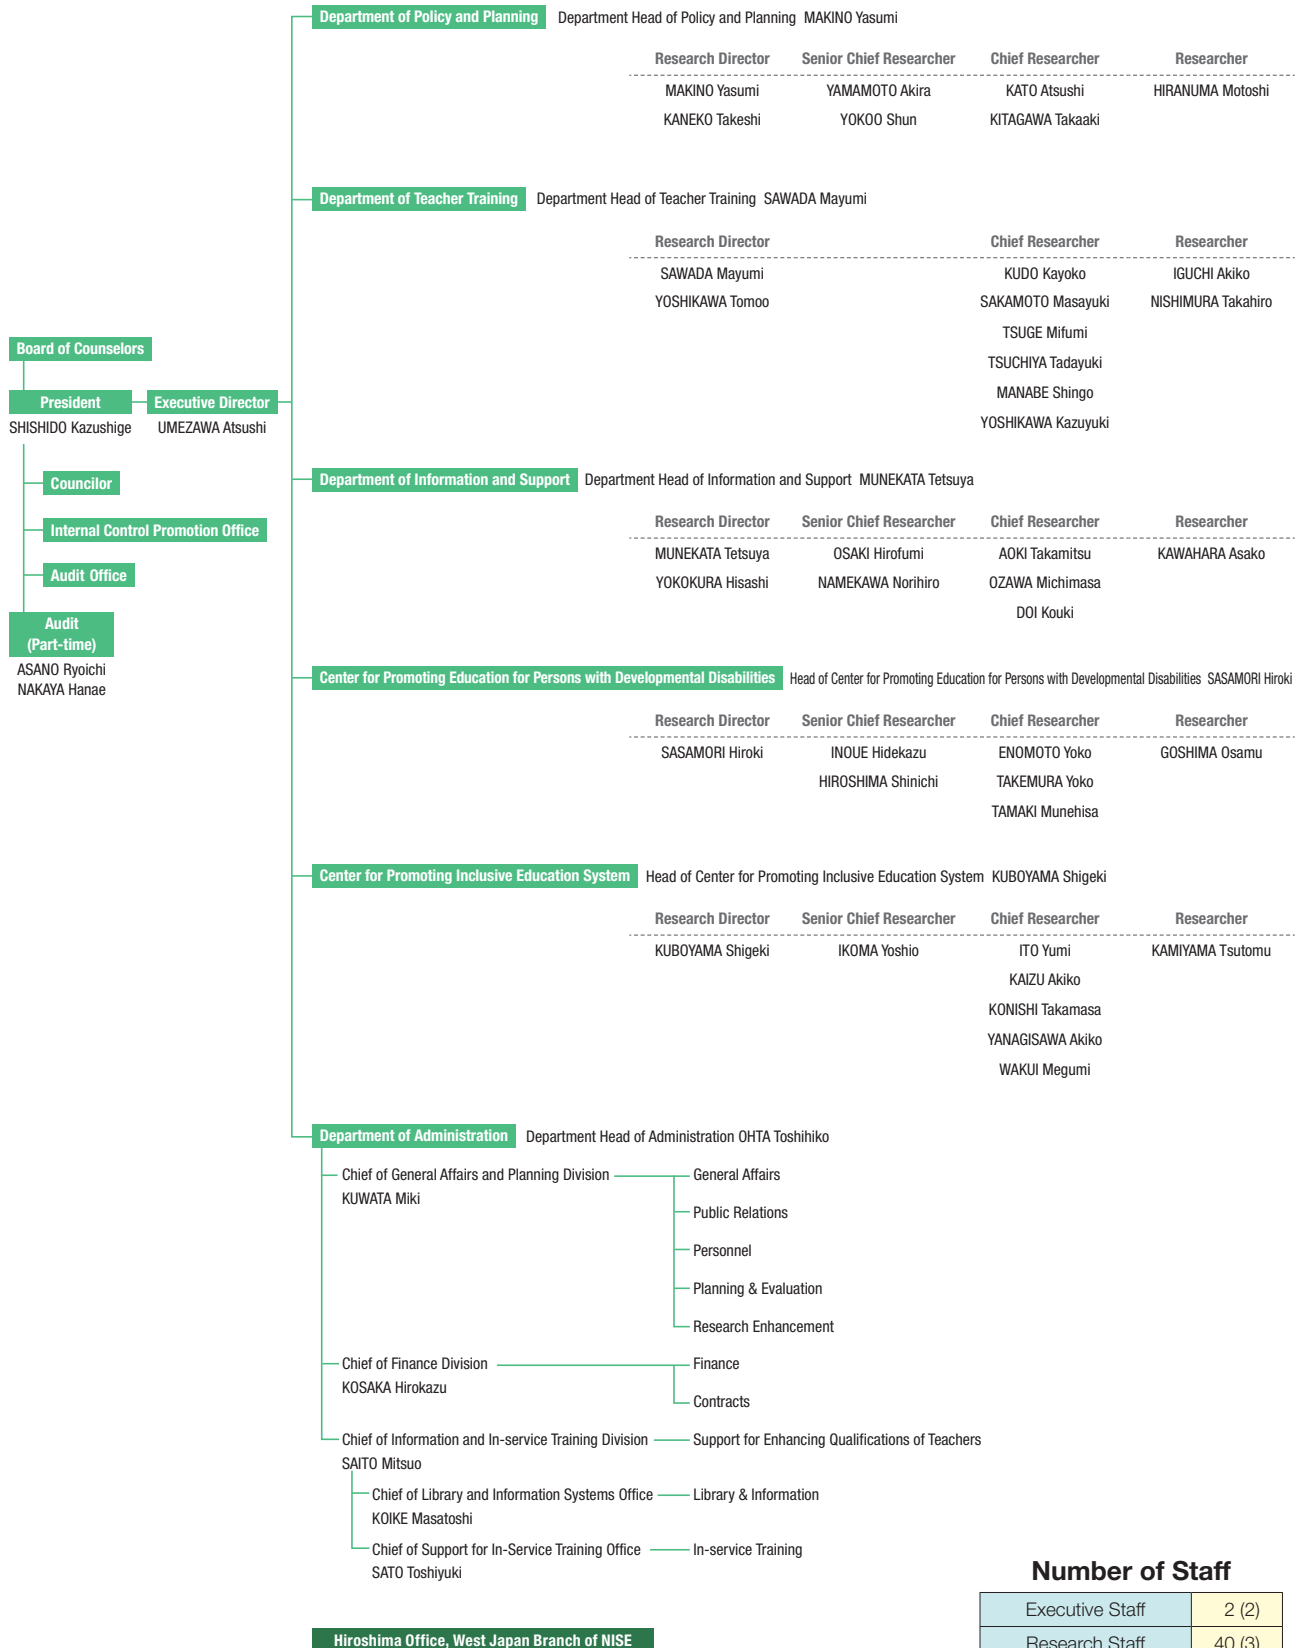 Department of Policy and Planning Department Head of Policy and Planning MAKINO Yasumi
Research Director Senior Chief Researcher Chief Researcher Researcher
MAKINO Yasumi YAMAMOTO Akira KATO Atsushi HIRANUMA Motoshi
KANEKO Takeshi YOKOO Shun KITAGAWA Takaaki
Department of Teacher Training Department Head of Teacher Training SAWADA Mayumi
Research Director Chief Researcher Researcher
SAWADA Mayumi KUDO Kayoko IGUCHI Akiko
YOSHIKAWA Tomoo SAKAMOTO Masayuki NISHIMURA Takahiro
TSUGE Mifumi
TSUCHIYA Tadayuki
MANABE Shingo
YOSHIKAWA Kazuyuki
Board of Counselors
President Executive Director
SHISHIDO Kazushige UMEZAWA Atsushi
Councilor
Internal Control Promotion Office
Audit Office
Audit
(Part-time)
ASANO Ryoichi
NAKAYA Hanae
Department of Information and Support Department Head of Information and Support MUNEKATA Tetsuya
Research Director Senior Chief Researcher Chief Researcher Researcher
MUNEKATA Tetsuya OSAKI Hirofumi AOKI Takamitsu KAWAHARA Asako
YOKOKURA Hisashi NAMEKAWA Norihiro OZAWA Michimasa
DOI Kouki
Center for Promoting Education for Persons with Developmental Disabilities Head of Center for Promoting Education for Persons with Developmental Disabilities SASAMORI Hiroki
Research Director Senior Chief Researcher Chief Researcher Researcher
SASAMORI Hiroki INOUE Hidekazu ENOMOTO Yoko GOSHIMA Osamu
HIROSHIMA Shinichi TAKEMURA Yoko
TAMAKI Munehisa
Center for Promoting Inclusive Education System Head of Center for Promoting Inclusive Education System KUBOYAMA Shigeki
Research Director Senior Chief Researcher Chief Researcher Researcher
KUBOYAMA Shigeki IKOMA Yoshio ITO Yumi KAMIYAMA Tsutomu
KAIZU Akiko
KONISHI Takamasa
YANAGISAWA Akiko
WAKUI Megumi
Department of Administration Department Head of Administration OHTA Toshihiko
Chief of General Affairs and Planning Division General Affairs
KUWATA Miki
Public Relations
Personnel
Planning & Evaluation
Research Enhancement
Chief of Finance Division Finance
KOSAKA Hirokazu
Contracts
Chief of Information and In-service Training Division Support for Enhancing Qualifications of Teachers
SAITO Mitsuo
Chief of Library and Information Systems Office Library & Information
KOIKE Masatoshi
Chief of Support for In-Service Training Office In-service Training
SATO Toshiyuki
Number of Staff
Executive Staff 2 (2)
Research Staff 40 (3)
Hiroshima Office, West Japan Branch of NISE